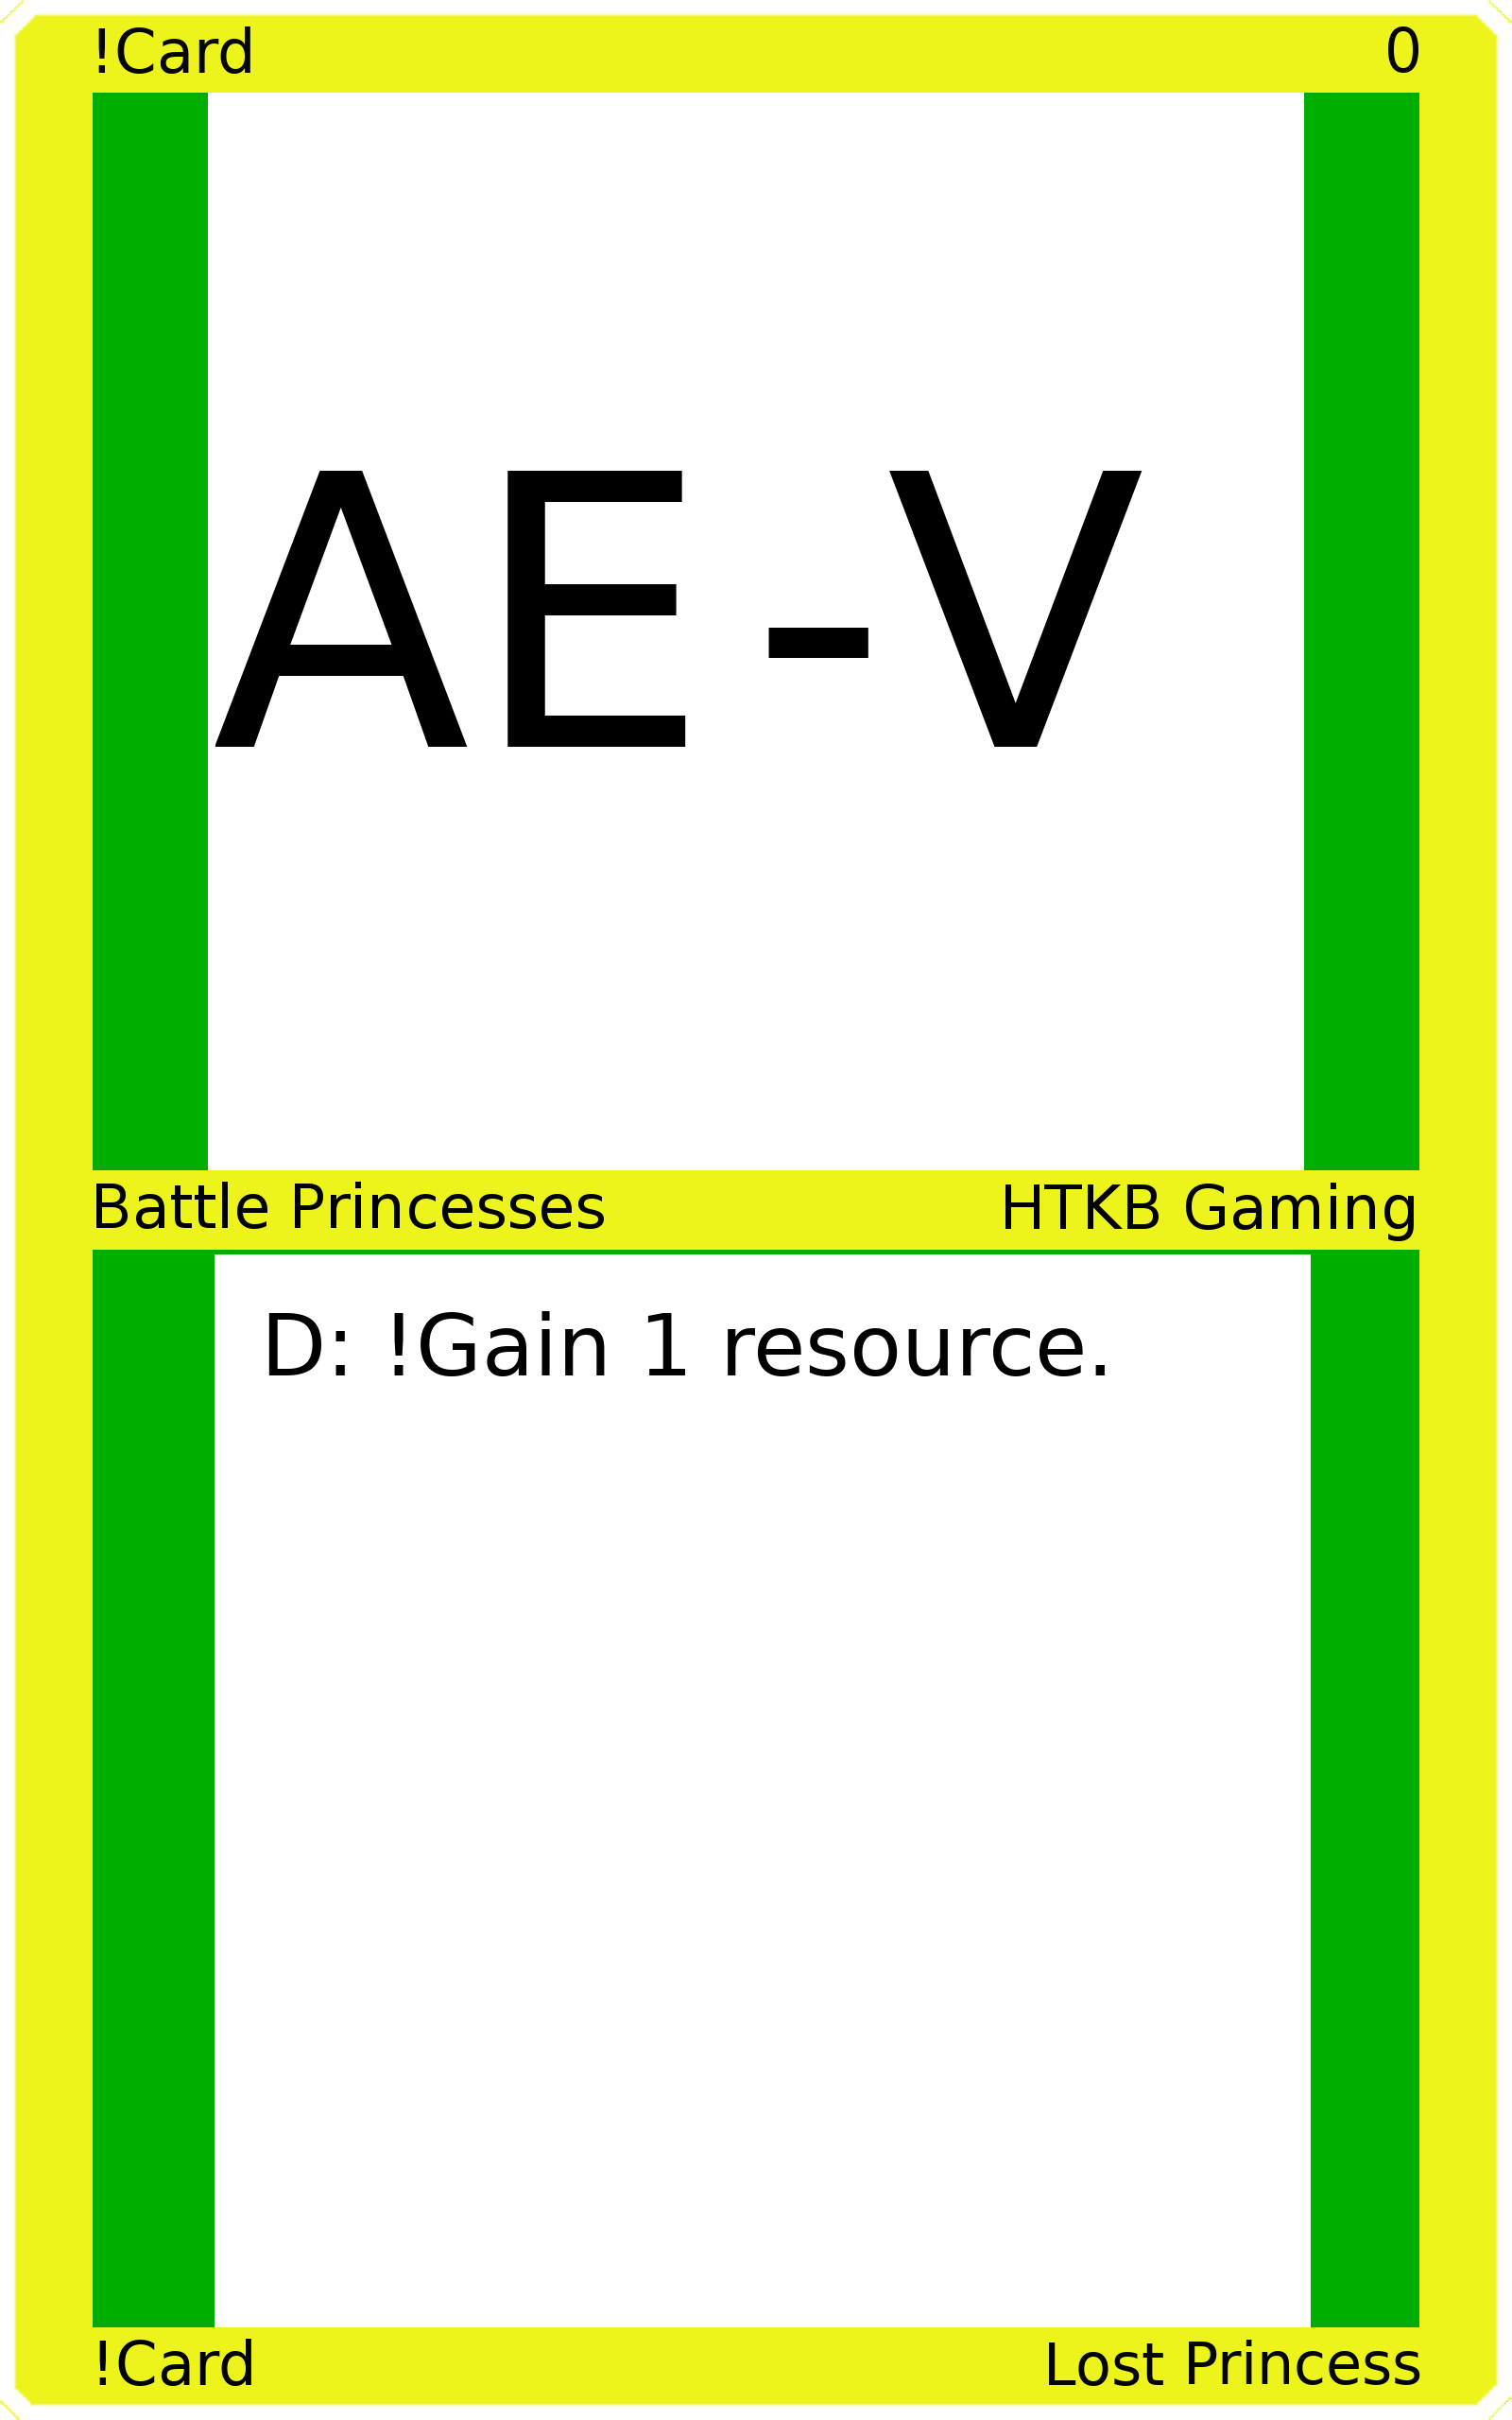 !Card 0
AE-V
Battle Princesses HTKB Gaming
D: !Gain 1 resource.
!Card Lost Princess